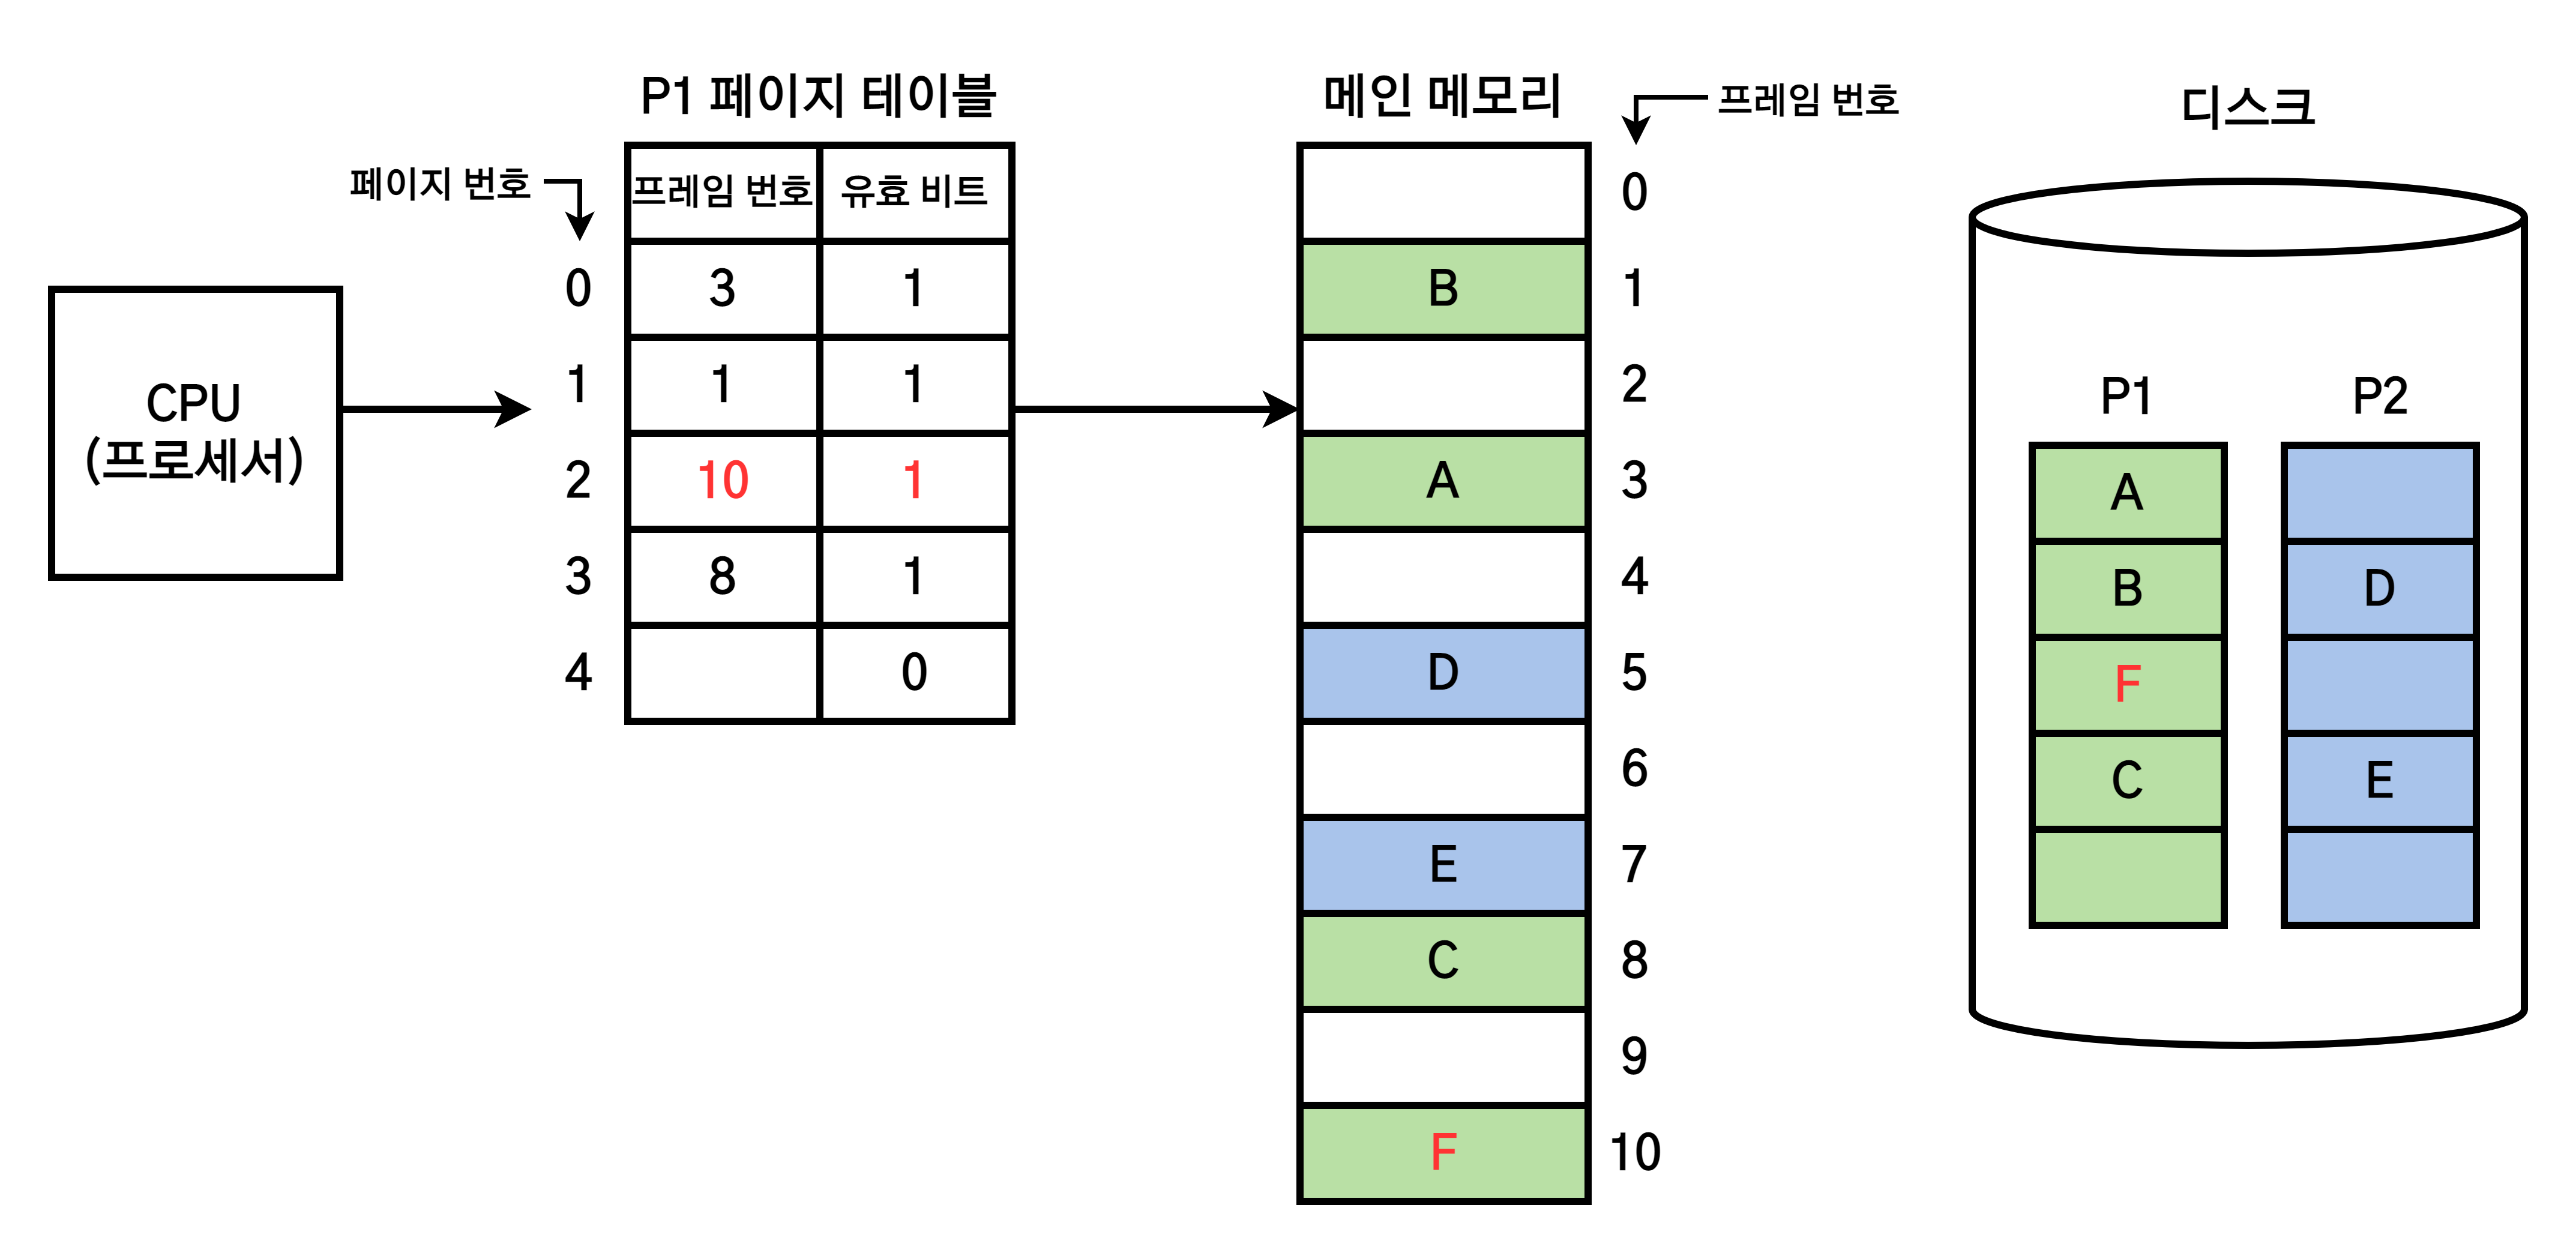 P1 페이지 테이블
메인 메모리
프레임 번호
디스크
페이지 번호
프레임 번호 유효 비트
0 3 1
1 1 1
2 10 1
3 8 1
4 0
CPU
(프로세서)
0
B 1
2
A 3
4
D 5
6
E 7
C 8
9
F 10
P1 P2
A
B D
F
C E